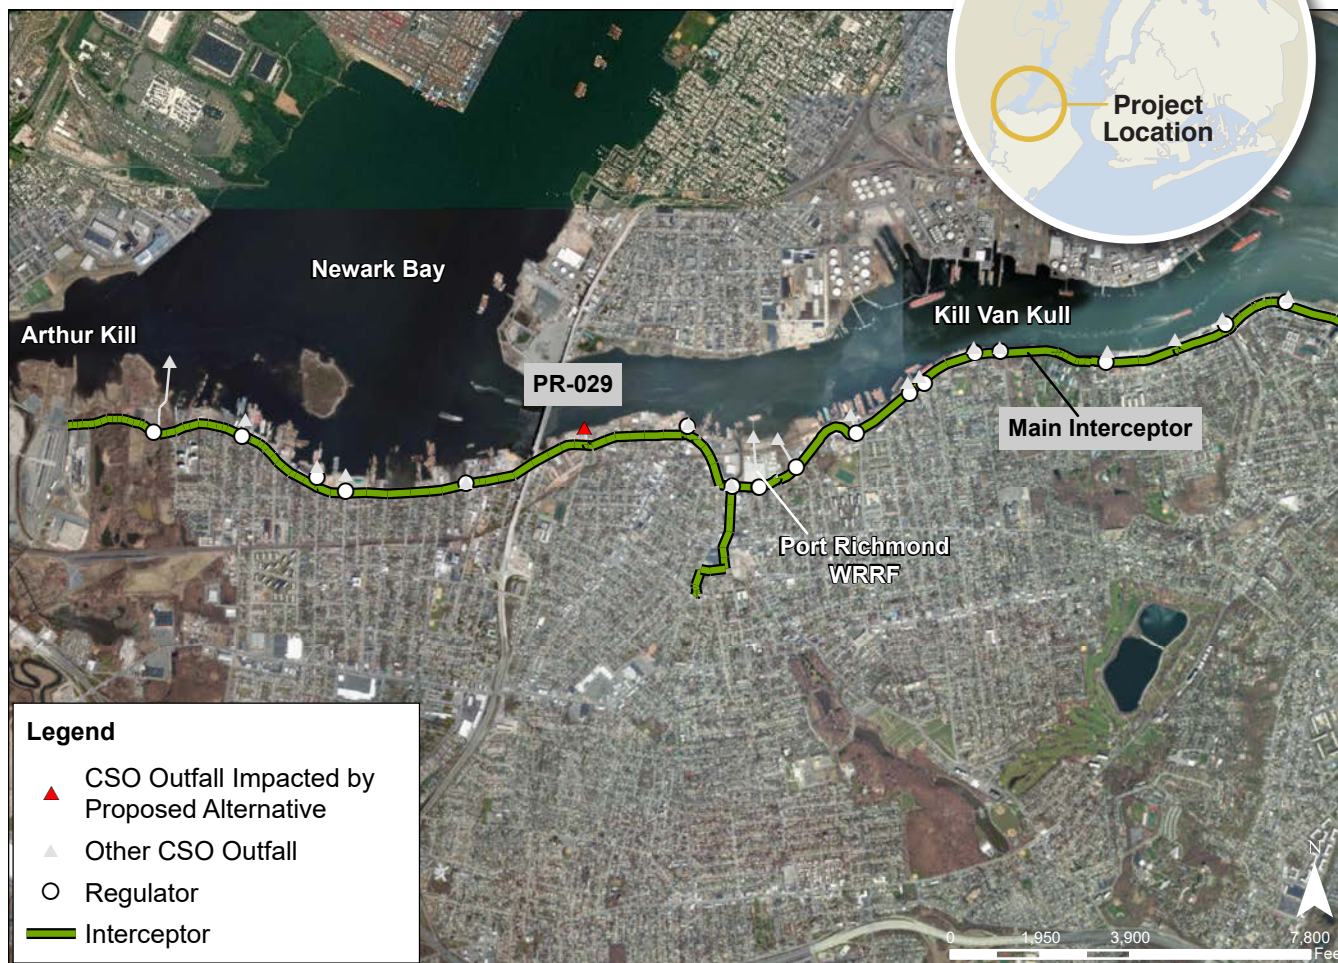 Project
Location
Newark Bay
Arthur Kill
Kill Van Kull
PR-029
Main Interceptor
Port Richmond
WRRF
Legend
CSO Outfall Impacted by
Proposed Alternative
Other CSO Outfall
Regulator
Interceptor
N
0 1,950 3,900 7,800
Fee